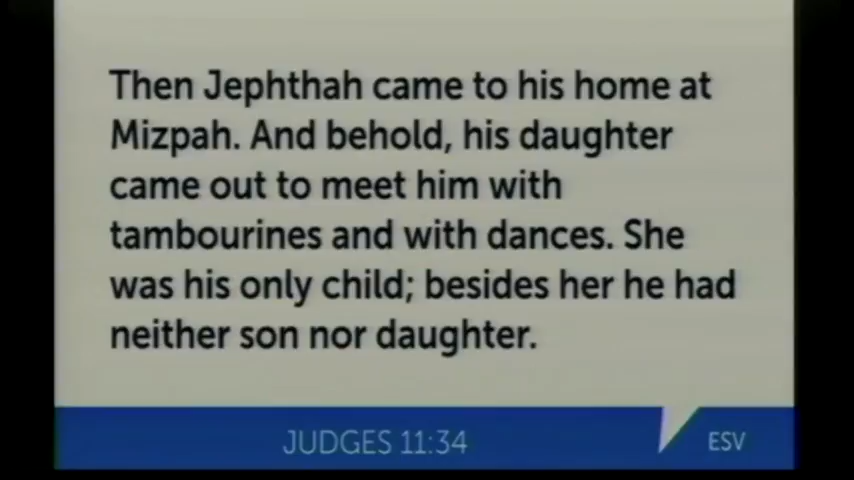 Then Jephthah came to his home at
Mizpah. And behold, his daughter
came out to meet him with
tambourines and with dances. She
was his only child; besides her he had
neither son nor daughter.
JUDGES 11:34
ESV